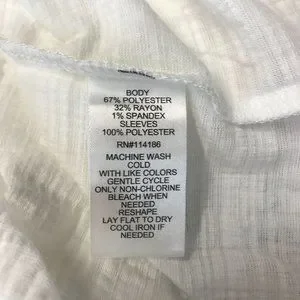 BODY
67% POLYESTER
32% RAYON
1% SPANDEX
SLEEVES
100% POLYESTER
RN#114186
MACHINE WASH
COLD
WITH LIKE COLORS
GENTLE CYCLE
ONLY NON-CHLORINE
BLEACH WHEN
NEEDED
RESHAPE
LAY FLAT TO DRY
COOL IRON IF
NEEDED